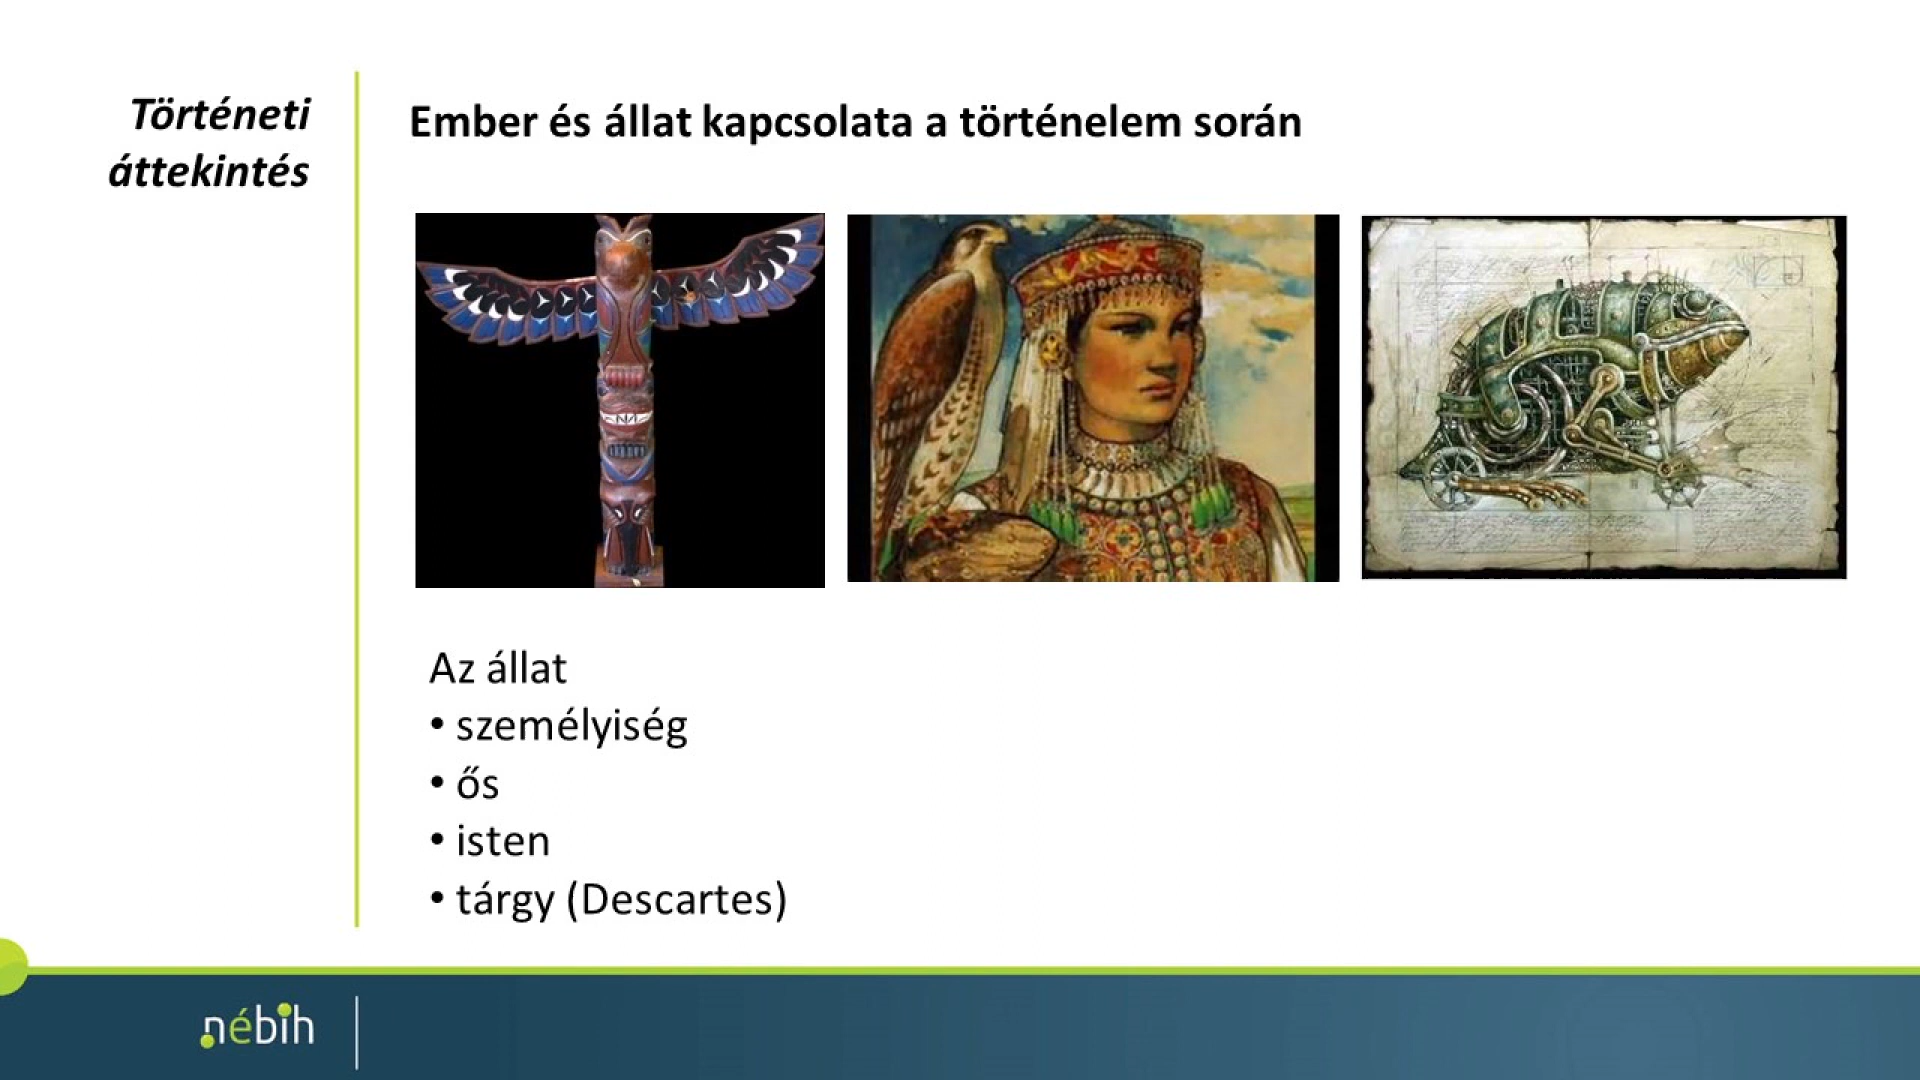 Történeti
áttekintés
Ember és állat kapcsolata a történelem során
Az állat
• személyiség
• ős
• isten
• tárgy (Descartes)
nébih